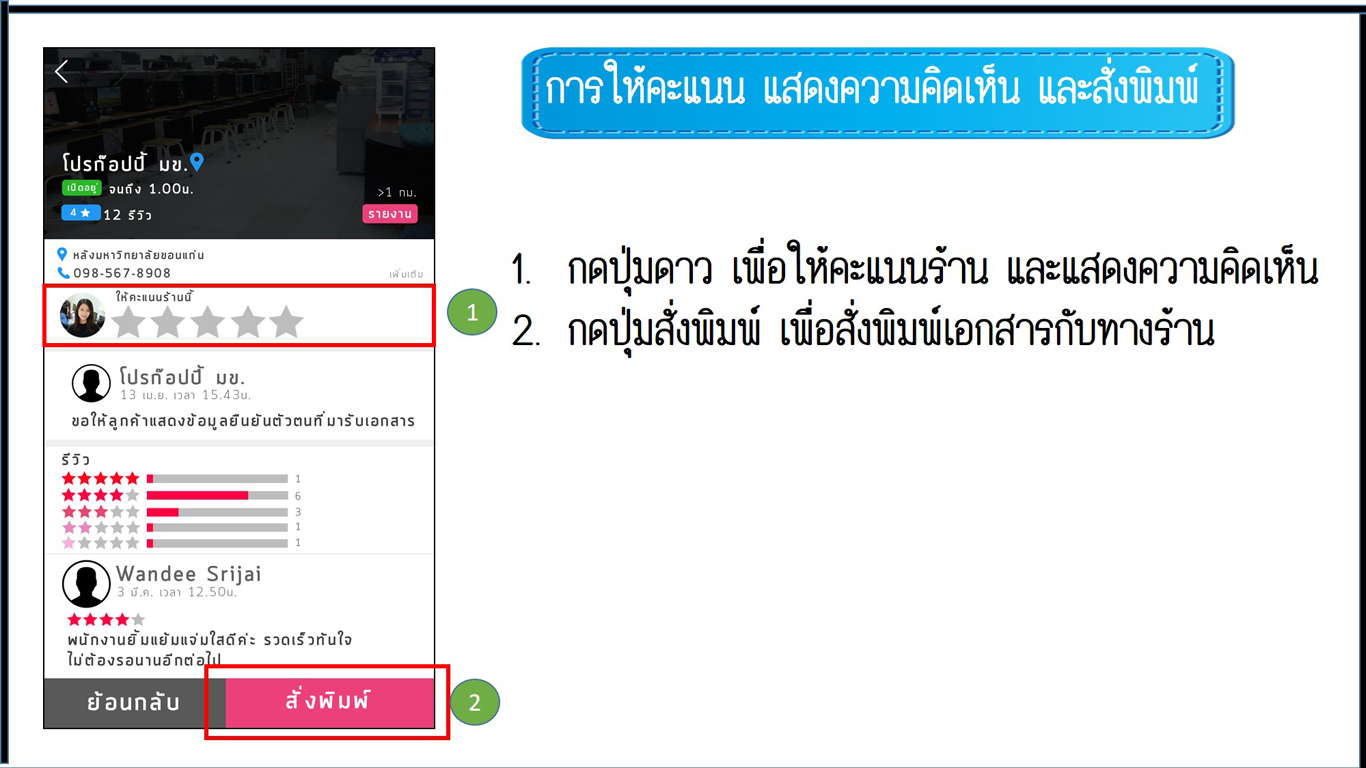 การให้คะแนน แสดงความคิดเห็น และสั่งพิมพ์
โปรก๊อปปี้ มข.
เปิดอยู่ จนถึง 1.00น.
>1 กม.
4 12 รีวิว
รายงาน
หลังมหาวิทยาลัยขอนแก่น
098-567-8908
เพิ่มเติม
ให้คะแนนร้านนี้
1
โปรก๊อปปี้ มข.
13 เม.ย. เวลา 15.43น.
ขอให้ลูกค้าแสดงข้อมูลยืนยันตัวตนที่มารับเอกสาร
รีวิว
1
6
3
1
1
Wandee Srijai
3 มี.ค. เวลา 12.50น.
พนักงานยิ้มแย้มแจ่มใสดีค่ะ รวดเร็วทันใจ
ไม่ต้องรอนานอีกต่อไป
ย้อนกลับ
สั่งพิมพ์
2
1. กดปุ่มดาว เพื่อให้คะแนนร้าน และแสดงความคิดเห็น
2. กดปุ่มสั่งพิมพ์ เพื่อสั่งพิมพ์เอกสารกับทางร้าน